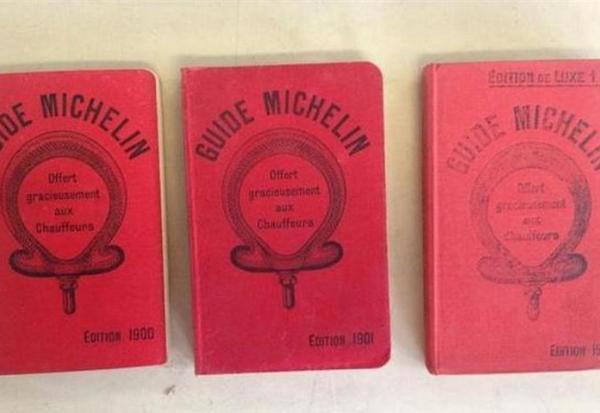 GUIDE MICHELIN
Offert
gracieusement
aux
Chauffeurs
EDITION 1900
GUIDE MICHELIN
Offert
gracieusement
aux
Chauffeurs
EDITION 1901
EDITION DE LUXE
GUIDE MICHELIN
Offert
gracieusement
aux
Chauffeurs
EDITION